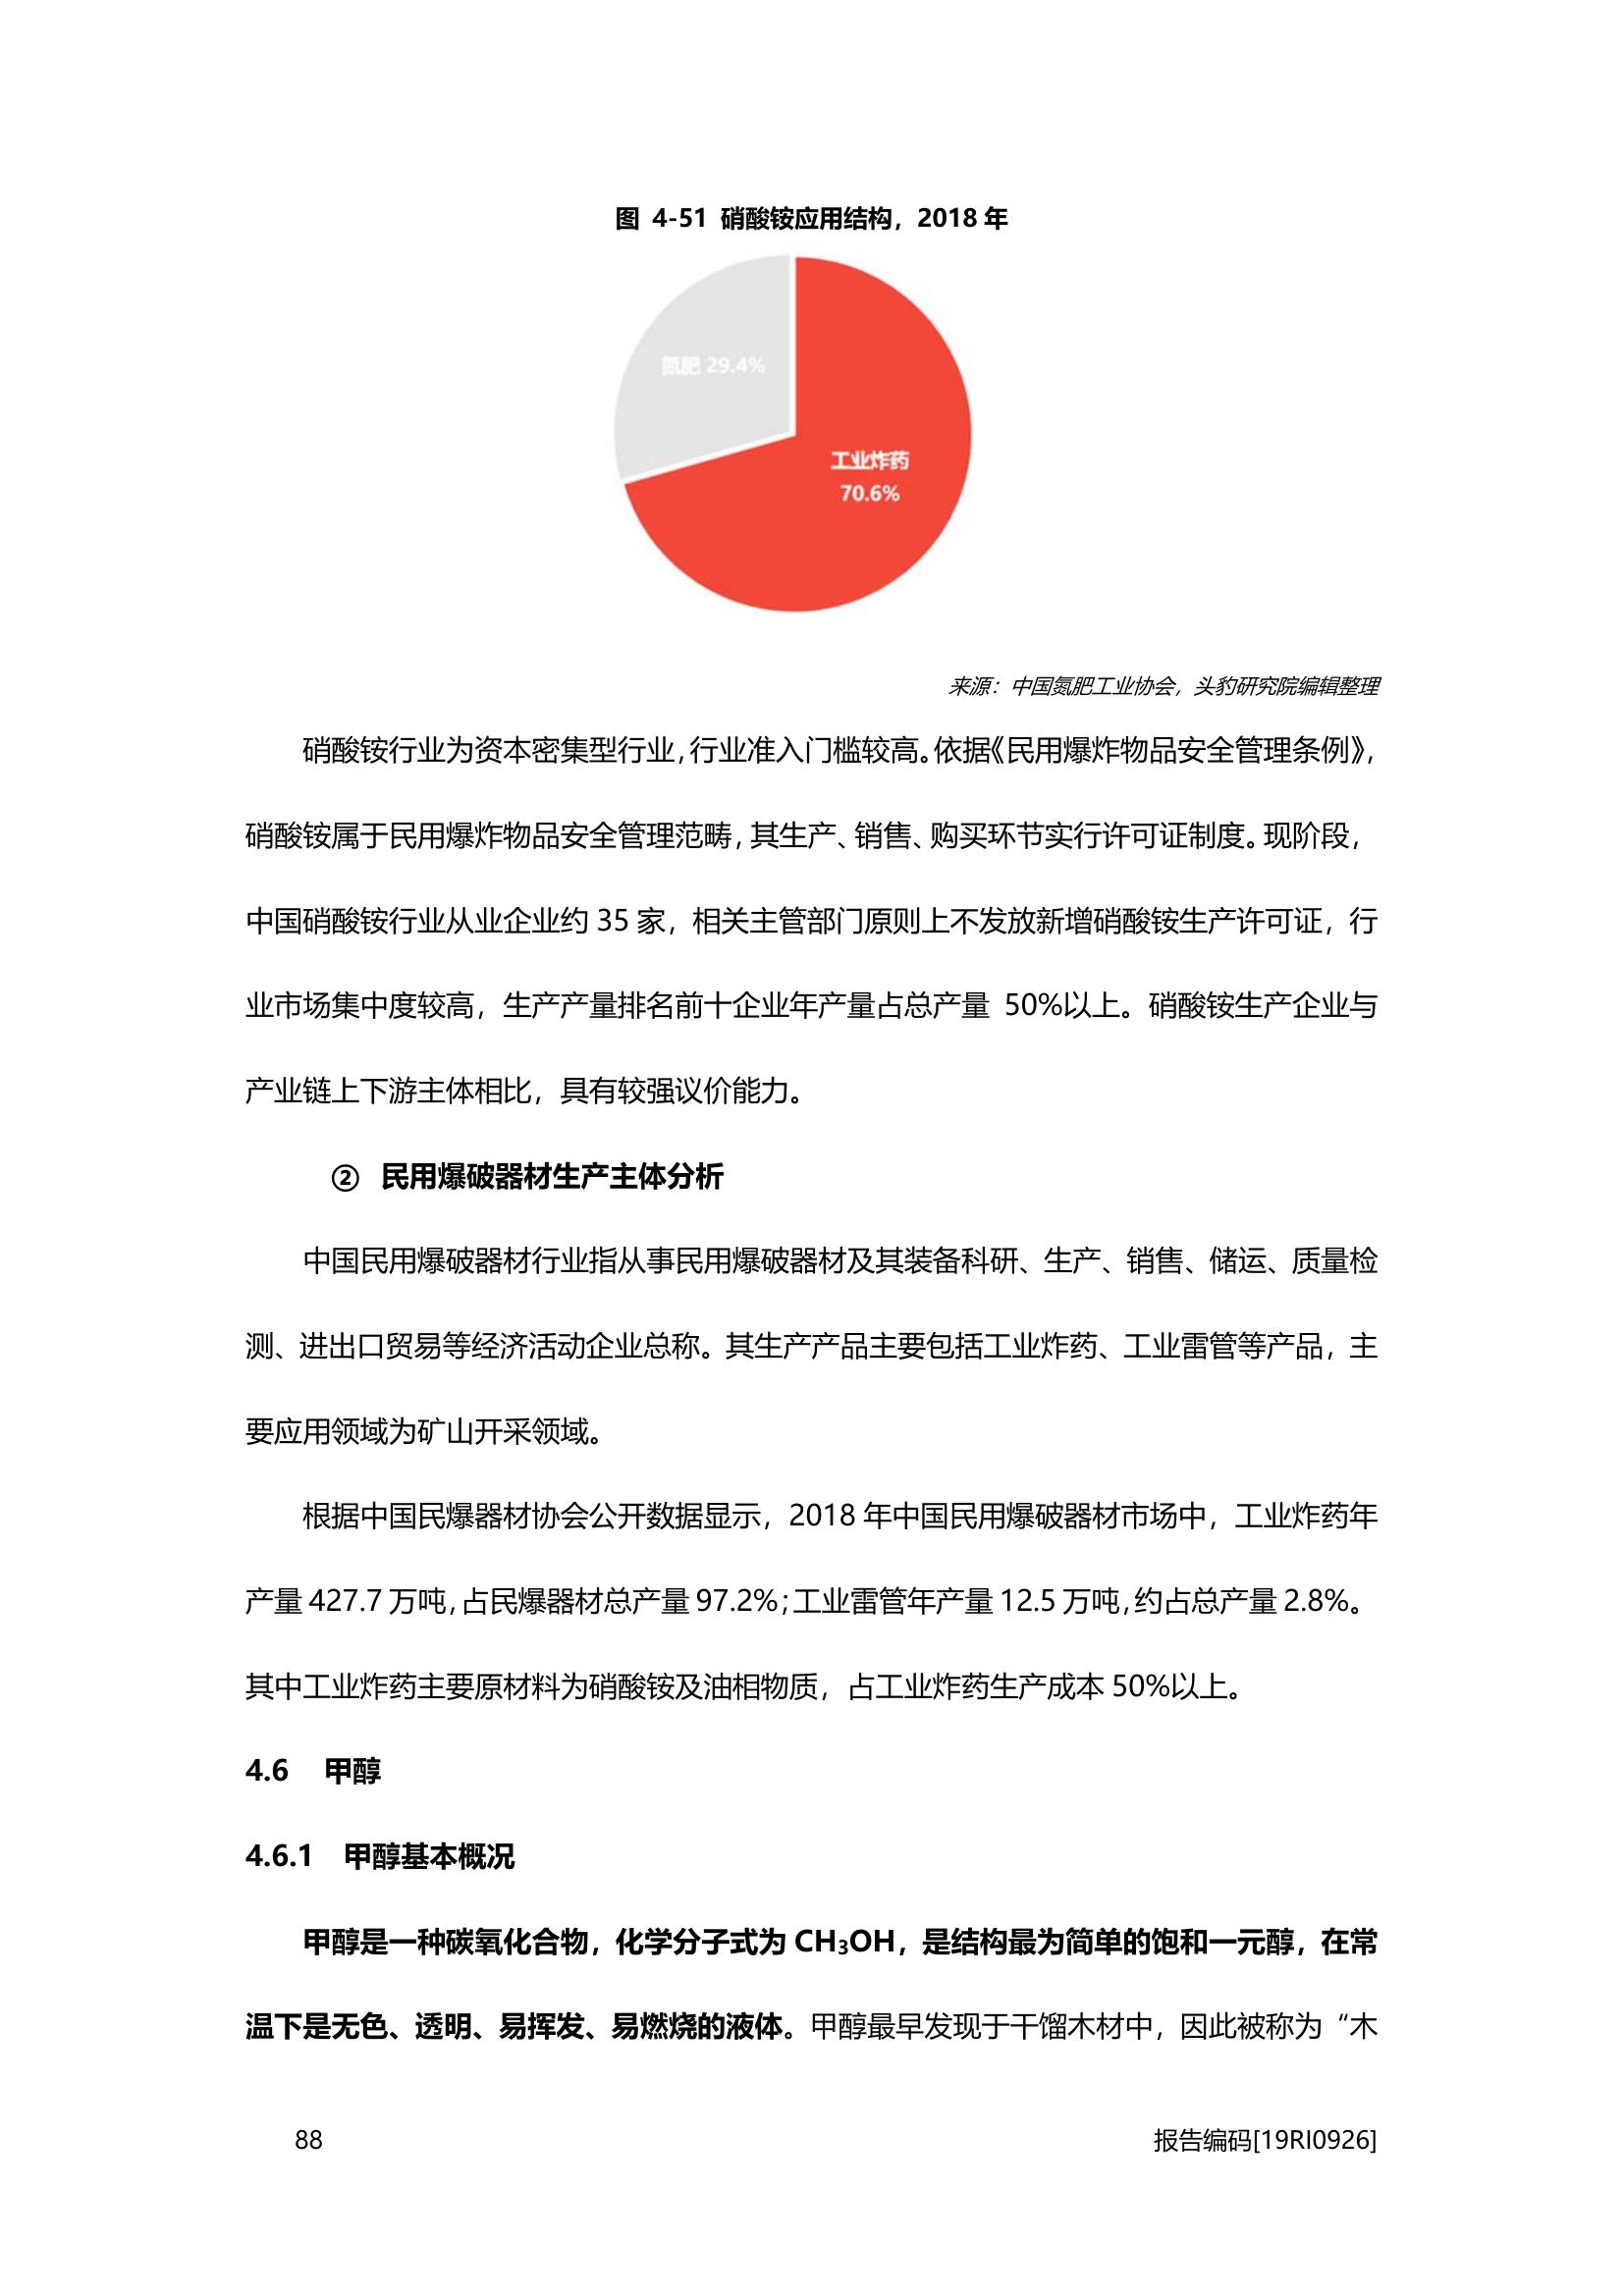 图 4-51 硝酸铵应用结构，2018 年
氮肥 29.4%
工业炸药
70.6%
来源：中国氮肥工业协会，头豹研究院编辑整理
硝酸铵行业为资本密集型行业，行业准入门槛较高。依据《民用爆炸物品安全管理条例》，
硝酸铵属于民用爆炸物品安全管理范畴，其生产、销售、购买环节实行许可证制度。现阶段，
中国硝酸铵行业从业企业约 35 家，相关主管部门原则上不发放新增硝酸铵生产许可证，行
业市场集中度较高，生产产量排名前十企业年产量占总产量 50%以上。硝酸铵生产企业与
产业链上下游主体相比，具有较强议价能力。
② 民用爆破器材生产主体分析
中国民用爆破器材行业指从事民用爆破器材及其装备科研、生产、销售、储运、质量检
测、进出口贸易等经济活动企业总称。其生产产品主要包括工业炸药、工业雷管等产品，主
要应用领域为矿山开采领域。
根据中国民爆器材协会公开数据显示，2018 年中国民用爆破器材市场中，工业炸药年
产量 427.7 万吨，占民爆器材总产量 97.2%；工业雷管年产量 12.5 万吨，约占总产量 2.8%。
其中工业炸药主要原材料为硝酸铵及油相物质，占工业炸药生产成本 50%以上。
4.6 甲醇
4.6.1 甲醇基本概况
甲醇是一种碳氧化合物，化学分子式为 CH₃OH，是结构最为简单的饱和一元醇，在常
温下是无色、透明、易挥发、易燃烧的液体。甲醇最早发现于干馏木材中，因此被称为“木
88
报告编码[19RI0926]